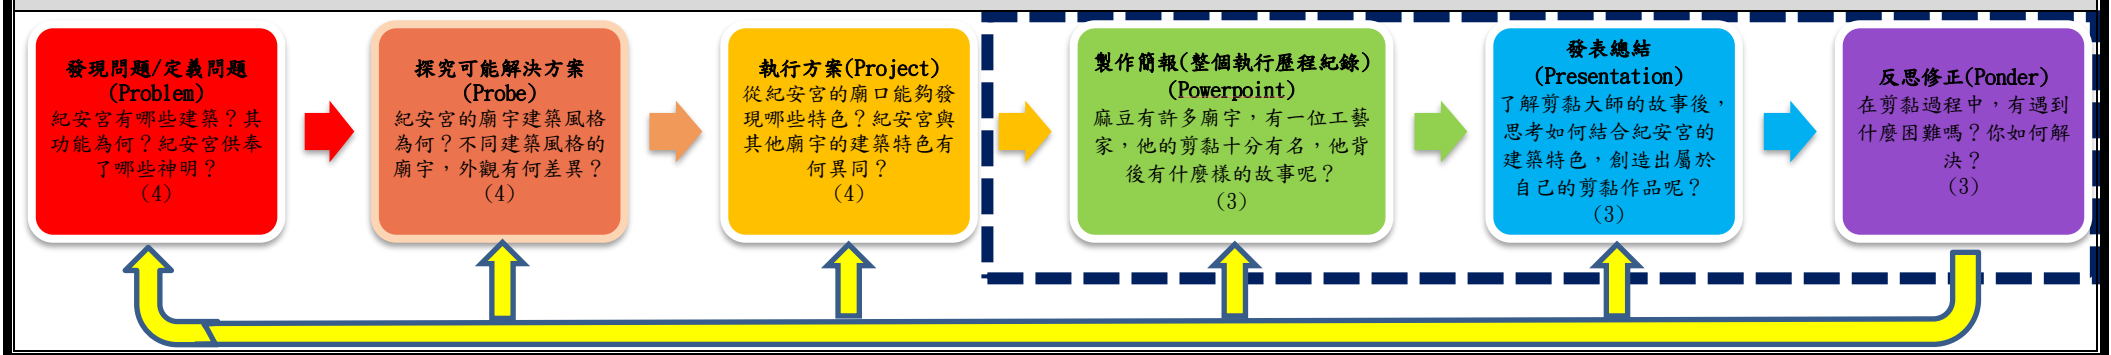 發現問題/定義問題
(Problem)
紀安宮有哪些建築？其
功能為何？紀安宮供奉
了哪些神明？
(4)
探究可能解決方案
(Probe)
紀安宮的廟宇建築風格
為何？不同建築風格的
廟宇，外觀有何差異？
(4)
執行方案(Project)
從紀安宮的廟口能夠發
現哪些特色？紀安宮與
其他廟宇的建築特色有
何異同？
(4)
製作簡報(整個執行歷程紀錄)
(Powerpoint)
麻豆有許多廟宇，有一位工藝
家，他的剪黏十分有名，他背
後有什麼樣的故事呢？
(3)
發表總結
(Presentation)
了解剪黏大師的故事後，
思考如何結合紀安宮的
建築特色，創造出屬於
自己的剪黏作品呢？
(3)
反思修正(Ponder)
在剪黏過程中，有遇到
什麼困難嗎？你如何解
決？
(3)